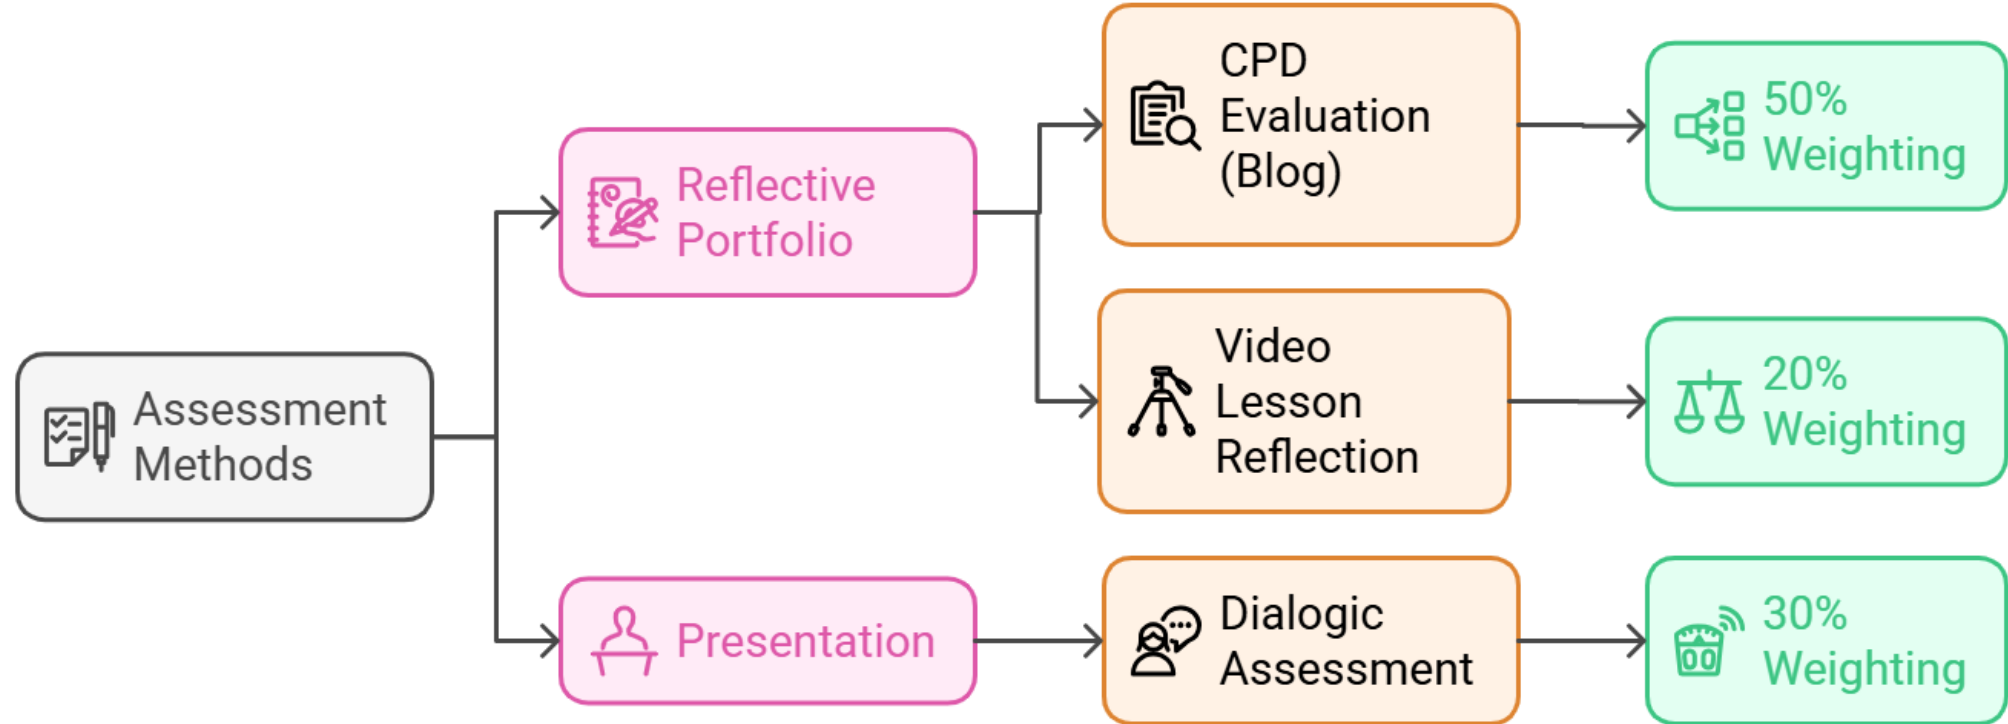 Assessment
Methods
Reflective
Portfolio
CPD
Evaluation
(Blog)
50%
Weighting
Video
Lesson
Reflection
20%
Weighting
Presentation
Dialogic
Assessment
30%
Weighting